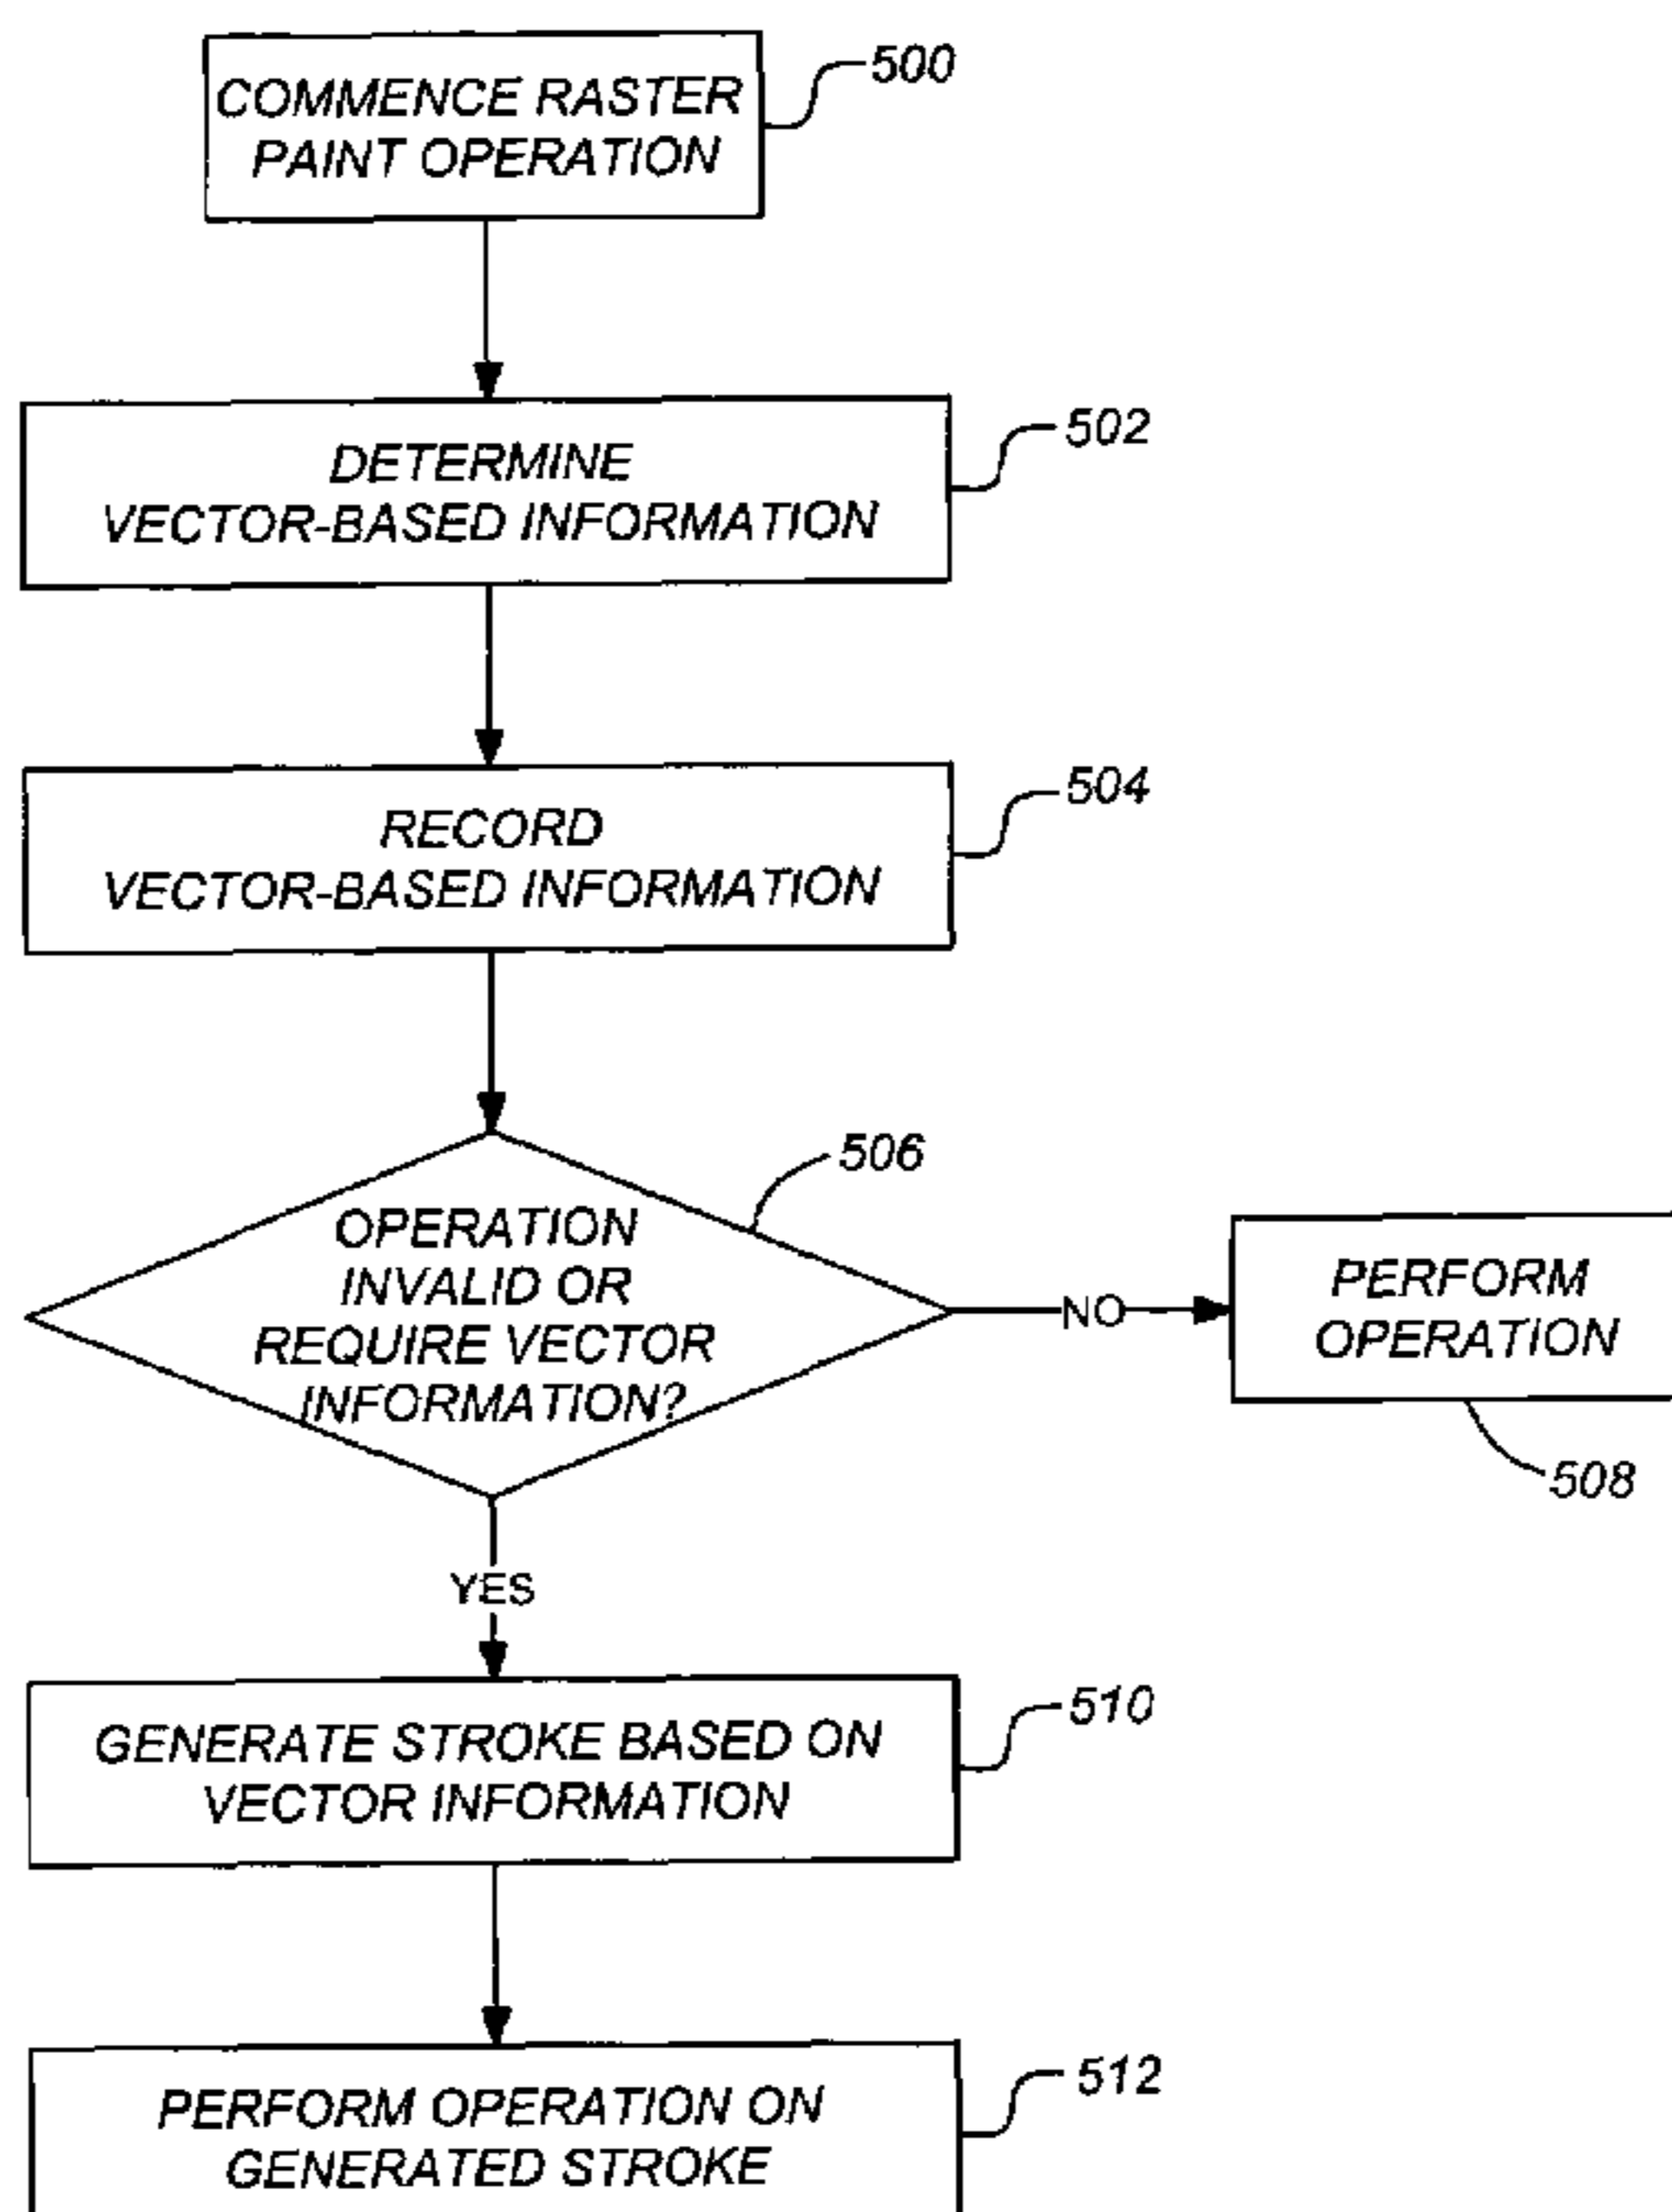 COMMENCE RASTER
PAINT OPERATION
500
DETERMINE
VECTOR-BASED INFORMATION
502
RECORD
VECTOR-BASED INFORMATION
504
OPERATION
INVALID OR
REQUIRE VECTOR
INFORMATION?
506
NO
PERFORM
OPERATION
508
YES
GENERATE STROKE BASED ON
VECTOR INFORMATION
510
PERFORM OPERATION ON
GENERATED STROKE
512